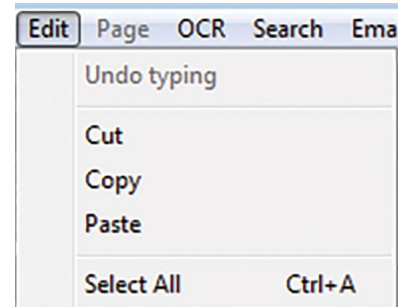 Edit Page OCR Search Ema
Undo typing
Cut
Copy
Paste
Select All Ctrl+A